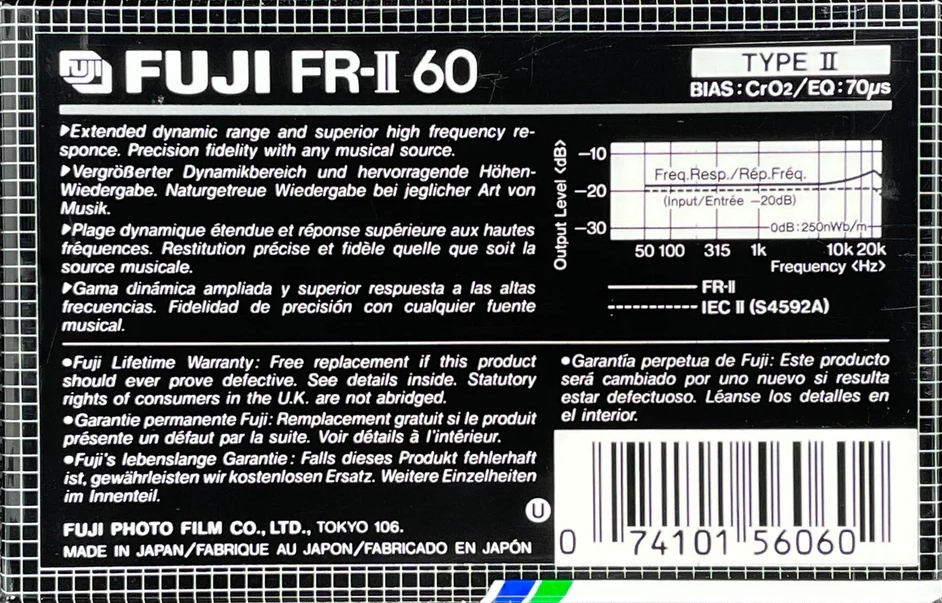 FUJI FUJI FR-II 60
TYPE II
BIAS:CrO2/EQ:70µs
▶Extended dynamic range and superior high frequency re-
sponce. Precision fidelity with any musical source.
▶Vergrößerter Dynamikbereich und hervorragende Höhen-
Wiedergabe. Naturgetreue Wiedergabe bei jeglicher Art von
Musik.
▶Plage dynamique étendue et réponse supérieure aux hautes
fréquences. Restitution précise et fidèle quelle que soit la
source musicale.
▶Gama dinámica ampliada y superior respuesta a las altas
frecuencias. Fidelidad de precisión con cualquier fuente
musical.
Output Level <dB>
−10
−20
−30
Freq.Resp./Rép.Fréq.
(Input/Entrée −20dB)
0dB:250nWb/m
50 100 315 1k 10k 20k
Frequency <Hz>
FR-II
IEC II (S4592A)
●Fuji Lifetime Warranty: Free replacement if this product
should ever prove defective. See details inside. Statutory
rights of consumers in the U.K. are not abridged.
●Garantie permanente Fuji: Remplacement gratuit si le produit
présente un défaut par la suite. Voir détails à l'intérieur.
●Fuji's lebenslange Garantie: Falls dieses Produkt fehlerhaft
ist, gewährleisten wir kostenlosen Ersatz. Weitere Einzelheiten
im Innenteil.
●Garantía perpetua de Fuji: Este producto
será cambiado por uno nuevo si resulta
estar defectuoso. Léanse los detalles en
el interior.
U
FUJI PHOTO FILM CO., LTD., TOKYO 106.
MADE IN JAPAN/FABRIQUE AU JAPON/FABRICADO EN JAPÓN
0 74101 56060